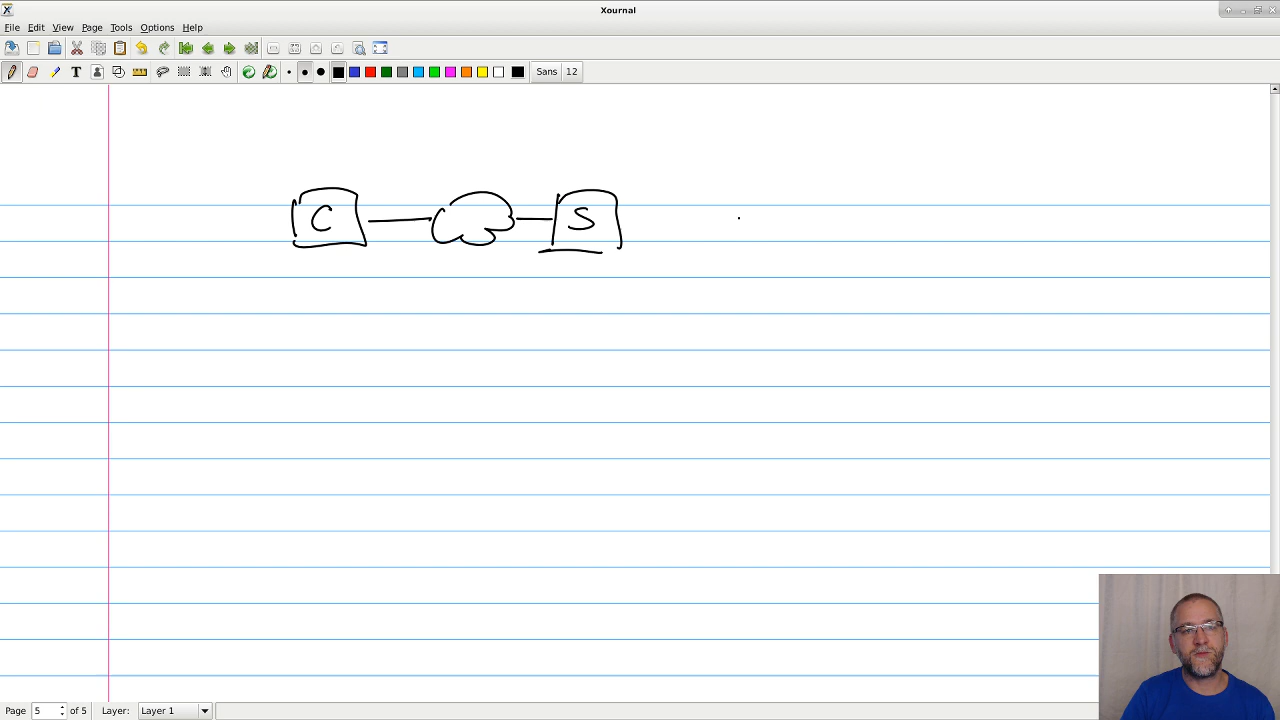 Xournal
File Edit View Page Tools Options Help
T Sans 12
C S
Page 5 of 5 Layer: Layer 1